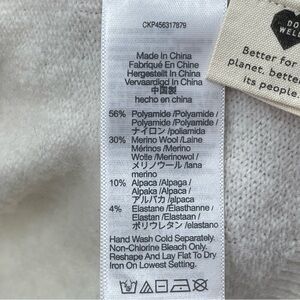 CKP456317879
Made In China
Fabriqué En Chine
Hergestellt In China
Vervaardigd In China
中国製
hecho en china
56% Polyamide /Polyamide /
Polyamide /Polyamide /
ナイロン /poliamida
30% Merino Wool /Laine
Mérinos /Merino
Wolle /Merinowol /
メリノウール /lana
merino
10% Alpaca /Alpaga /
Alpaka /Alpaca /
アルパカ /alpaca
4% Elastane /Élasthanne /
Elastan /Elastaan /
ポリウレタン /elastano
Hand Wash Cold Separately.
Non-Chlorine Bleach Only.
Reshape And Lay Flat To Dry
Iron On Lowest Setting.
DO
WELL
Better for
planet, better
its people.